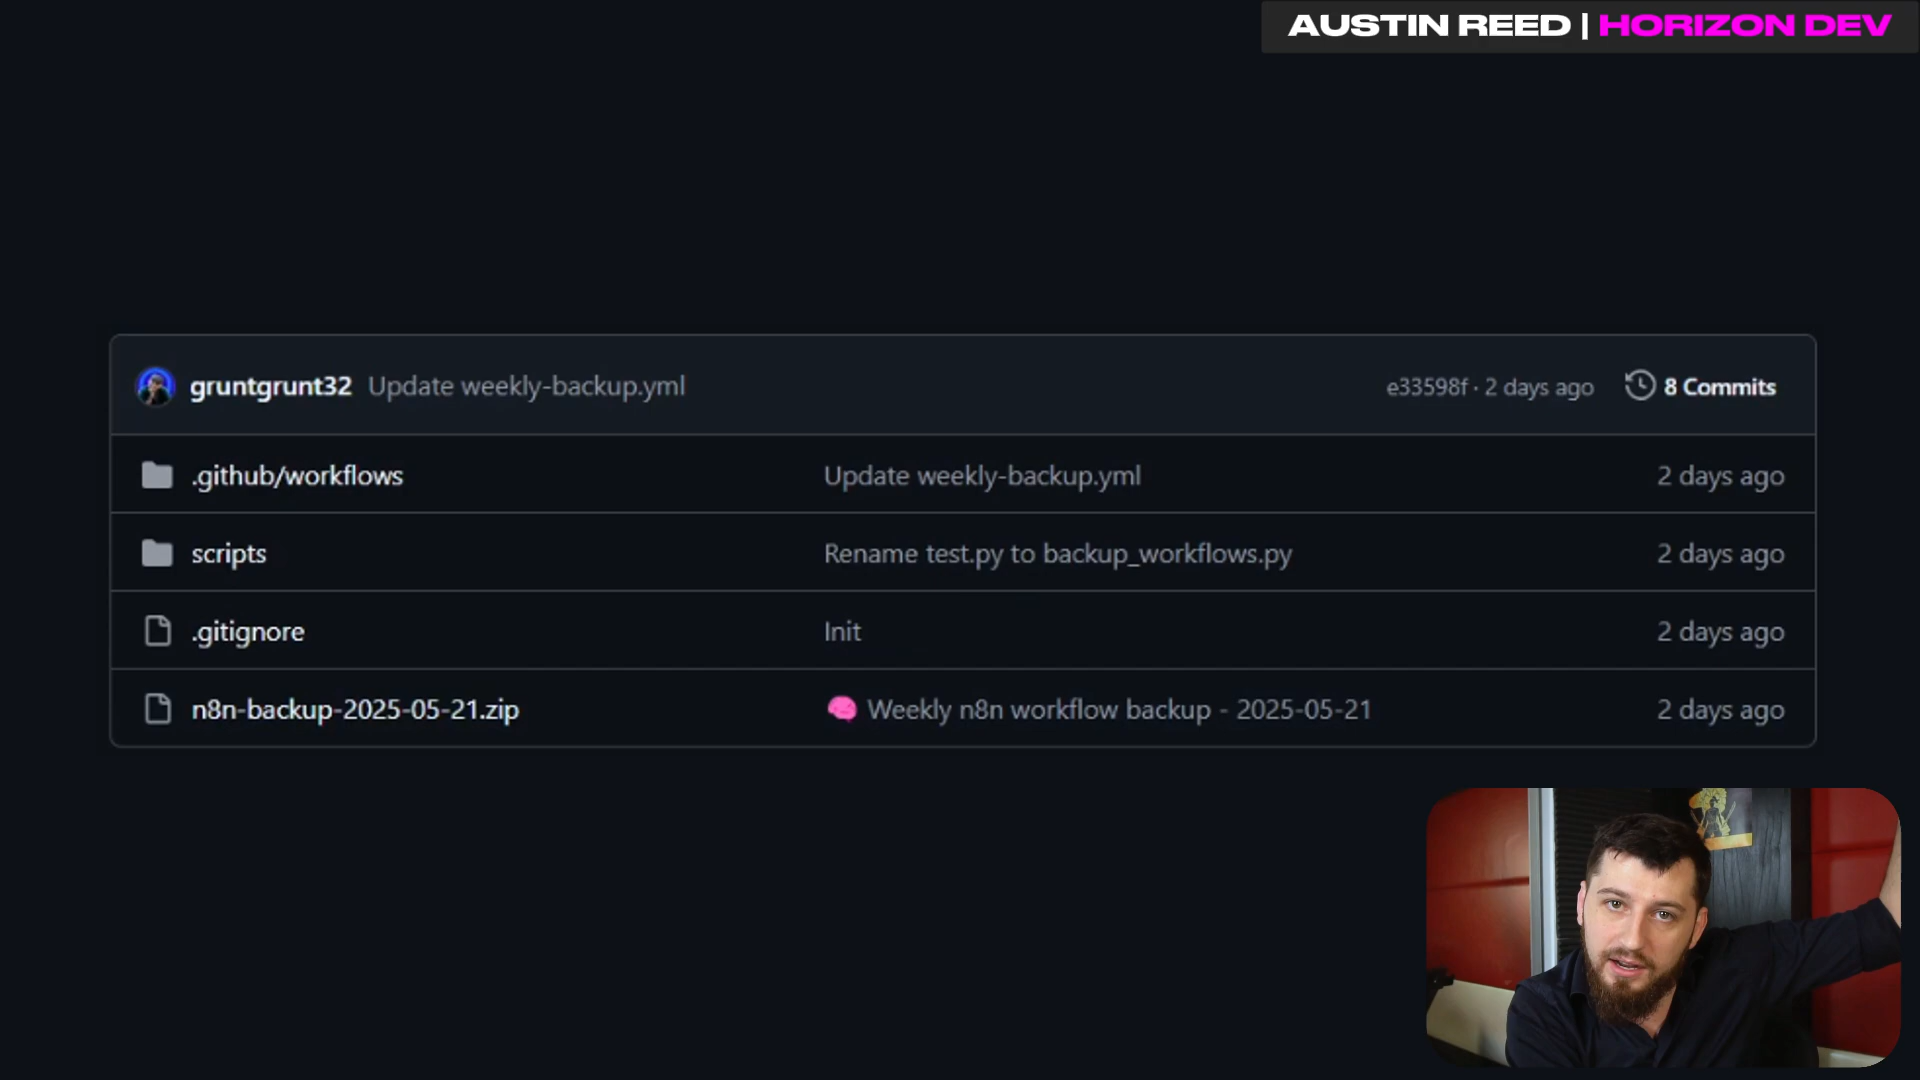 AUSTIN REED | HORIZON DEV
gruntgrunt32 Update weekly-backup.yml e33598f · 2 days ago 8 Commits
.github/workflows Update weekly-backup.yml 2 days ago
scripts Rename test.py to backup_workflows.py 2 days ago
.gitignore Init 2 days ago
n8n-backup-2025-05-21.zip 🧠 Weekly n8n workflow backup - 2025-05-21 2 days ago